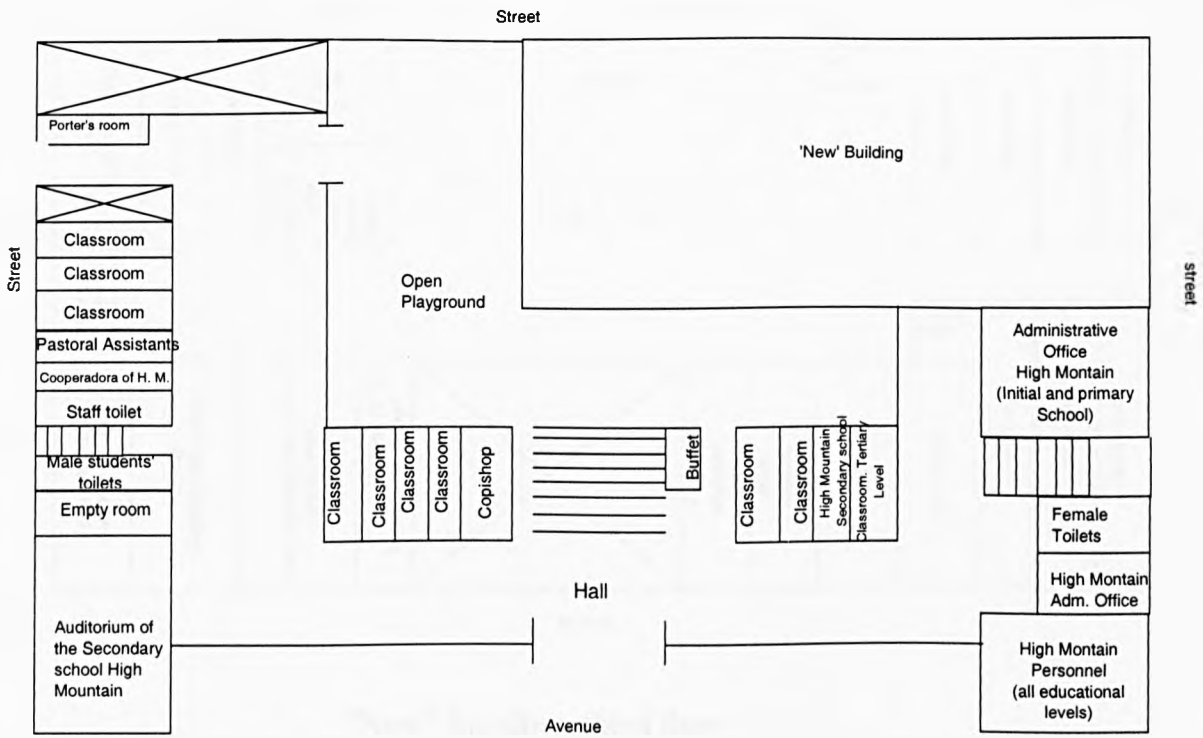 Street
Porter's room
'New' Building
Street
Classroom
Classroom
Classroom
Pastoral Assistants
Cooperadora of H. M.
Staff toilet
Male students'
toilets
Empty room
Auditorium of
the Secondary
school High
Mountain
Open
Playground
Classroom
Classroom
Classroom
Classroom
Copishop
Buffet
Classroom
Classroom
High Mountain
Secondary school
Classroom. Tertiary
Level
Hall
Avenue
street
Administrative
Office
High Montain
(Initial and primary
School)
Female
Toilets
High Montain
Adm. Office
High Montain
Personnel
(all educational
levels)